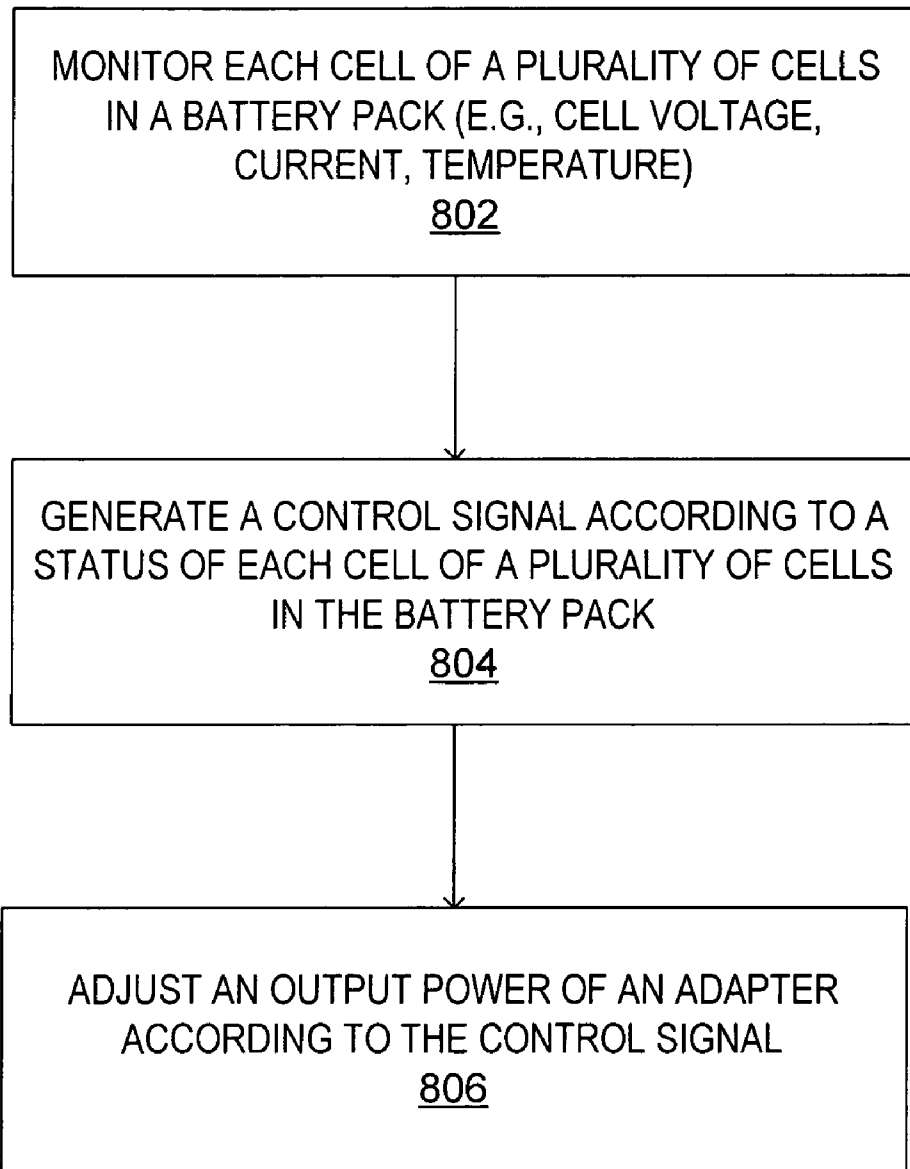 MONITOR EACH CELL OF A PLURALITY OF CELLS
IN A BATTERY PACK (E.G., CELL VOLTAGE,
CURRENT, TEMPERATURE)
802
GENERATE A CONTROL SIGNAL ACCORDING TO A
STATUS OF EACH CELL OF A PLURALITY OF CELLS
IN THE BATTERY PACK
804
ADJUST AN OUTPUT POWER OF AN ADAPTER
ACCORDING TO THE CONTROL SIGNAL
806